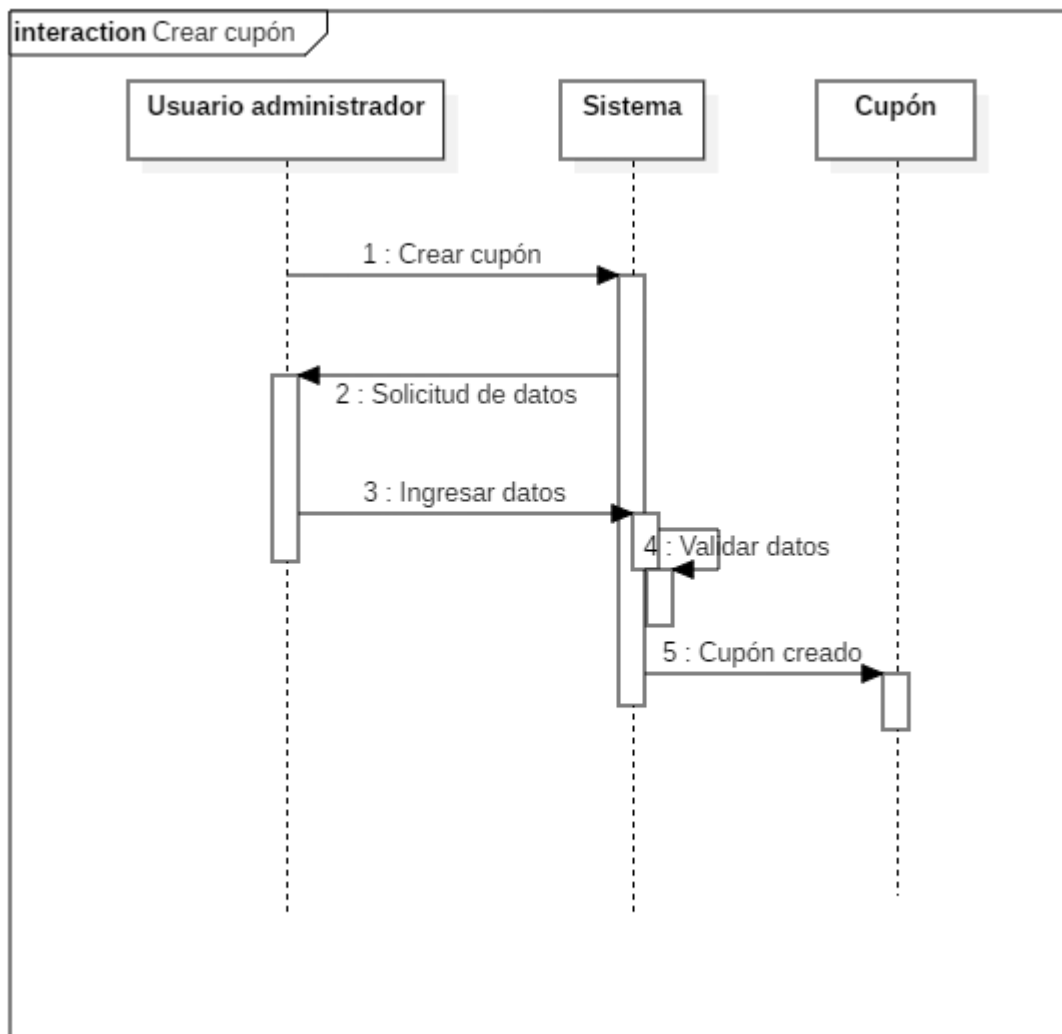 interaction Crear cupón
Usuario administrador
Sistema
Cupón
1 : Crear cupón
2 : Solicitud de datos
3 : Ingresar datos
4 : Validar datos
5 : Cupón creado